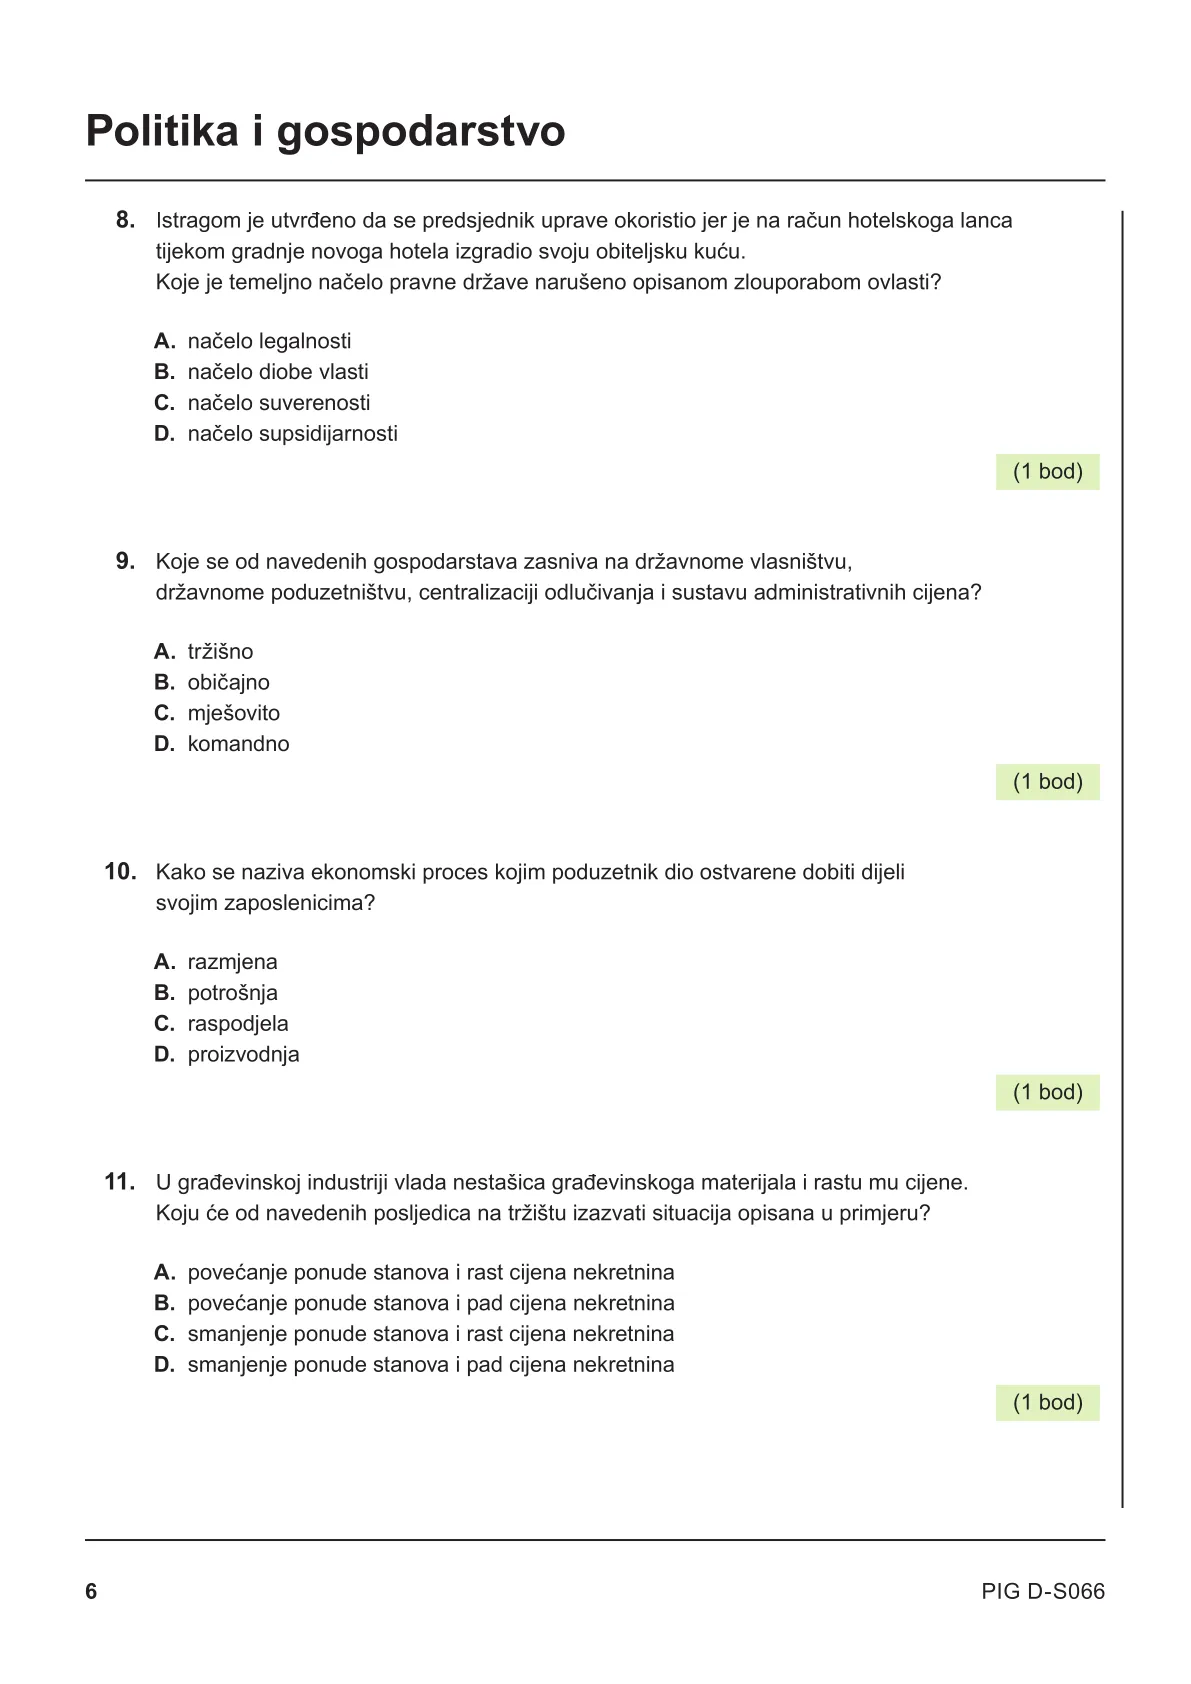 Politika i gospodarstvo
8. Istragom je utvrđeno da se predsjednik uprave okoristio jer je na račun hotelskoga lanca
tijekom gradnje novoga hotela izgradio svoju obiteljsku kuću.
Koje je temeljno načelo pravne države narušeno opisanom zlouporabom ovlasti?
A. načelo legalnosti
B. načelo diobe vlasti
C. načelo suverenosti
D. načelo supsidijarnosti
(1 bod)
9. Koje se od navedenih gospodarstava zasniva na državnome vlasništvu,
državnome poduzetništvu, centralizaciji odlučivanja i sustavu administrativnih cijena?
A. tržišno
B. običajno
C. mješovito
D. komandno
(1 bod)
10. Kako se naziva ekonomski proces kojim poduzetnik dio ostvarene dobiti dijeli
svojim zaposlenicima?
A. razmjena
B. potrošnja
C. raspodjela
D. proizvodnja
(1 bod)
11. U građevinskoj industriji vlada nestašica građevinskoga materijala i rastu mu cijene.
Koju će od navedenih posljedica na tržištu izazvati situacija opisana u primjeru?
A. povećanje ponude stanova i rast cijena nekretnina
B. povećanje ponude stanova i pad cijena nekretnina
C. smanjenje ponude stanova i rast cijena nekretnina
D. smanjenje ponude stanova i pad cijena nekretnina
(1 bod)
6 PIG D-S066